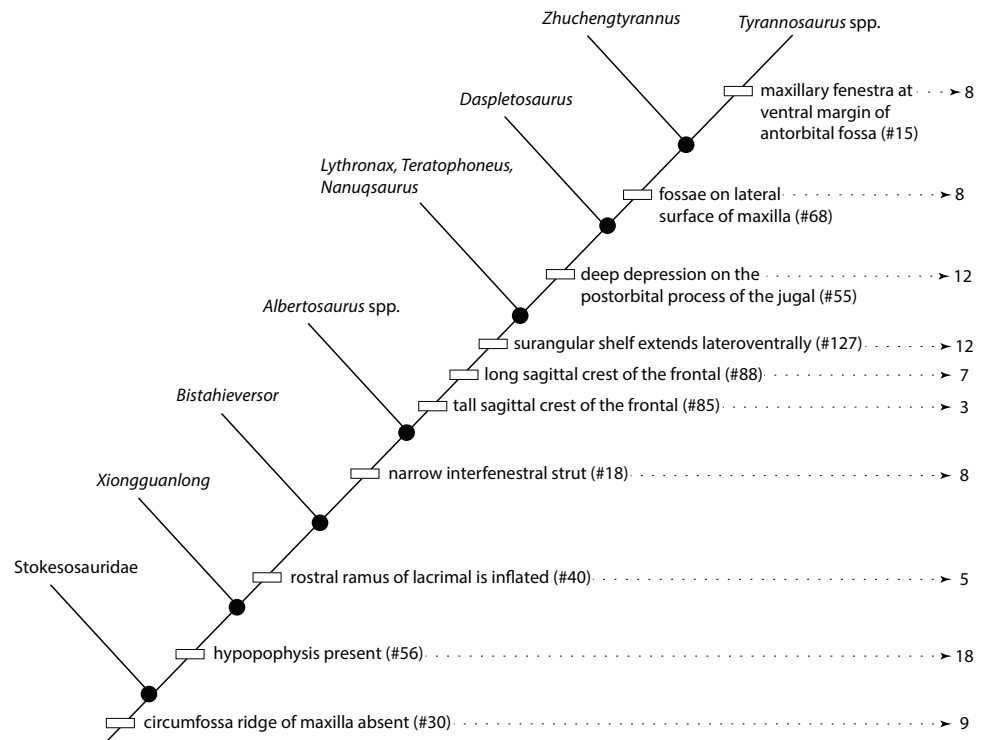 Zhuchengtyrannus
Tyrannosaurus spp.
maxillary fenestra at
ventral margin of
antorbital fossa (#15)
8
Daspletosaurus
fossae on lateral
surface of maxilla (#68)
8
Lythronax, Teratophoneus,
Nanuqsaurus
deep depression on the
postorbital process of the jugal (#55)
12
Albertosaurus spp.
surangular shelf extends lateroventrally (#127)
12
long sagittal crest of the frontal (#88)
7
tall sagittal crest of the frontal (#85)
3
Bistahieversor
narrow interfenestral strut (#18)
8
Xiongguanlong
Stokesosauridae
rostral ramus of lacrimal is inflated (#40)
5
hypopophysis present (#56)
18
circumfossa ridge of maxilla absent (#30)
9